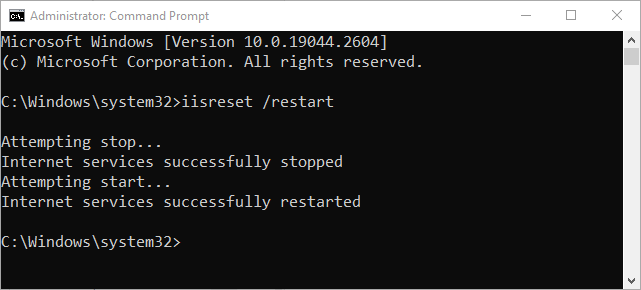 Administrator: Command Prompt
Microsoft Windows [Version 10.0.19044.2604]
(c) Microsoft Corporation. All rights reserved.
C:\Windows\system32>iisreset /restart
Attempting stop...
Internet services successfully stopped
Attempting start...
Internet services successfully restarted
C:\Windows\system32>